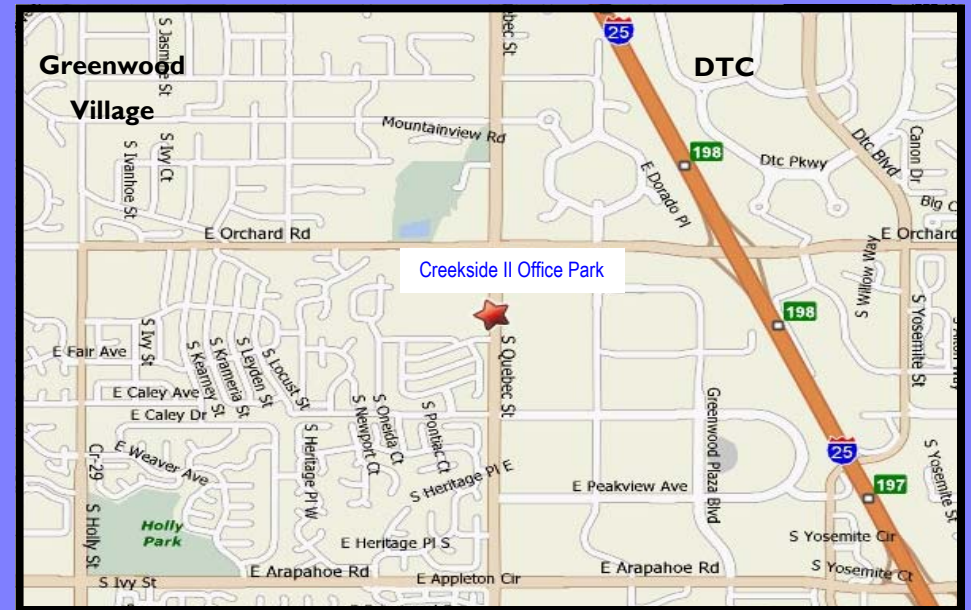 S Jasmine St
Quebec St
25
Greenwood
Village
DTC
Mountainview Rd
198
Dtc Pkwy
Dtc Blvd
Canon Dr
S Ivanhoe St
S Ivy Ct
E Dorado Pl
Big C
E Orchard Rd
E Orchard
Creekside II Office Park
S Willow Way
198
S Yosemite St
E Fair Ave
S Ivy St
S Kearney St
S Krameria St
S Leyden St
S Locust St
S Quebec St
E Caley Ave
E Caley Dr
S Newport Ct
S Oneida Ct
S Pontiac Ct
Greenwood Plaza Blvd
S Heritage Pl W
Cr-29
E Weaver Ave
S Heritage Pl E
25
S Yosemite St
E Peakview Ave
197
S Holly St
Holly
Park
E Heritage Pl S
S Yosemite Cir
E Arapahoe Rd
E Appleton Cir
E Arapahoe Rd
S Yosemite Ct
S Ivy St